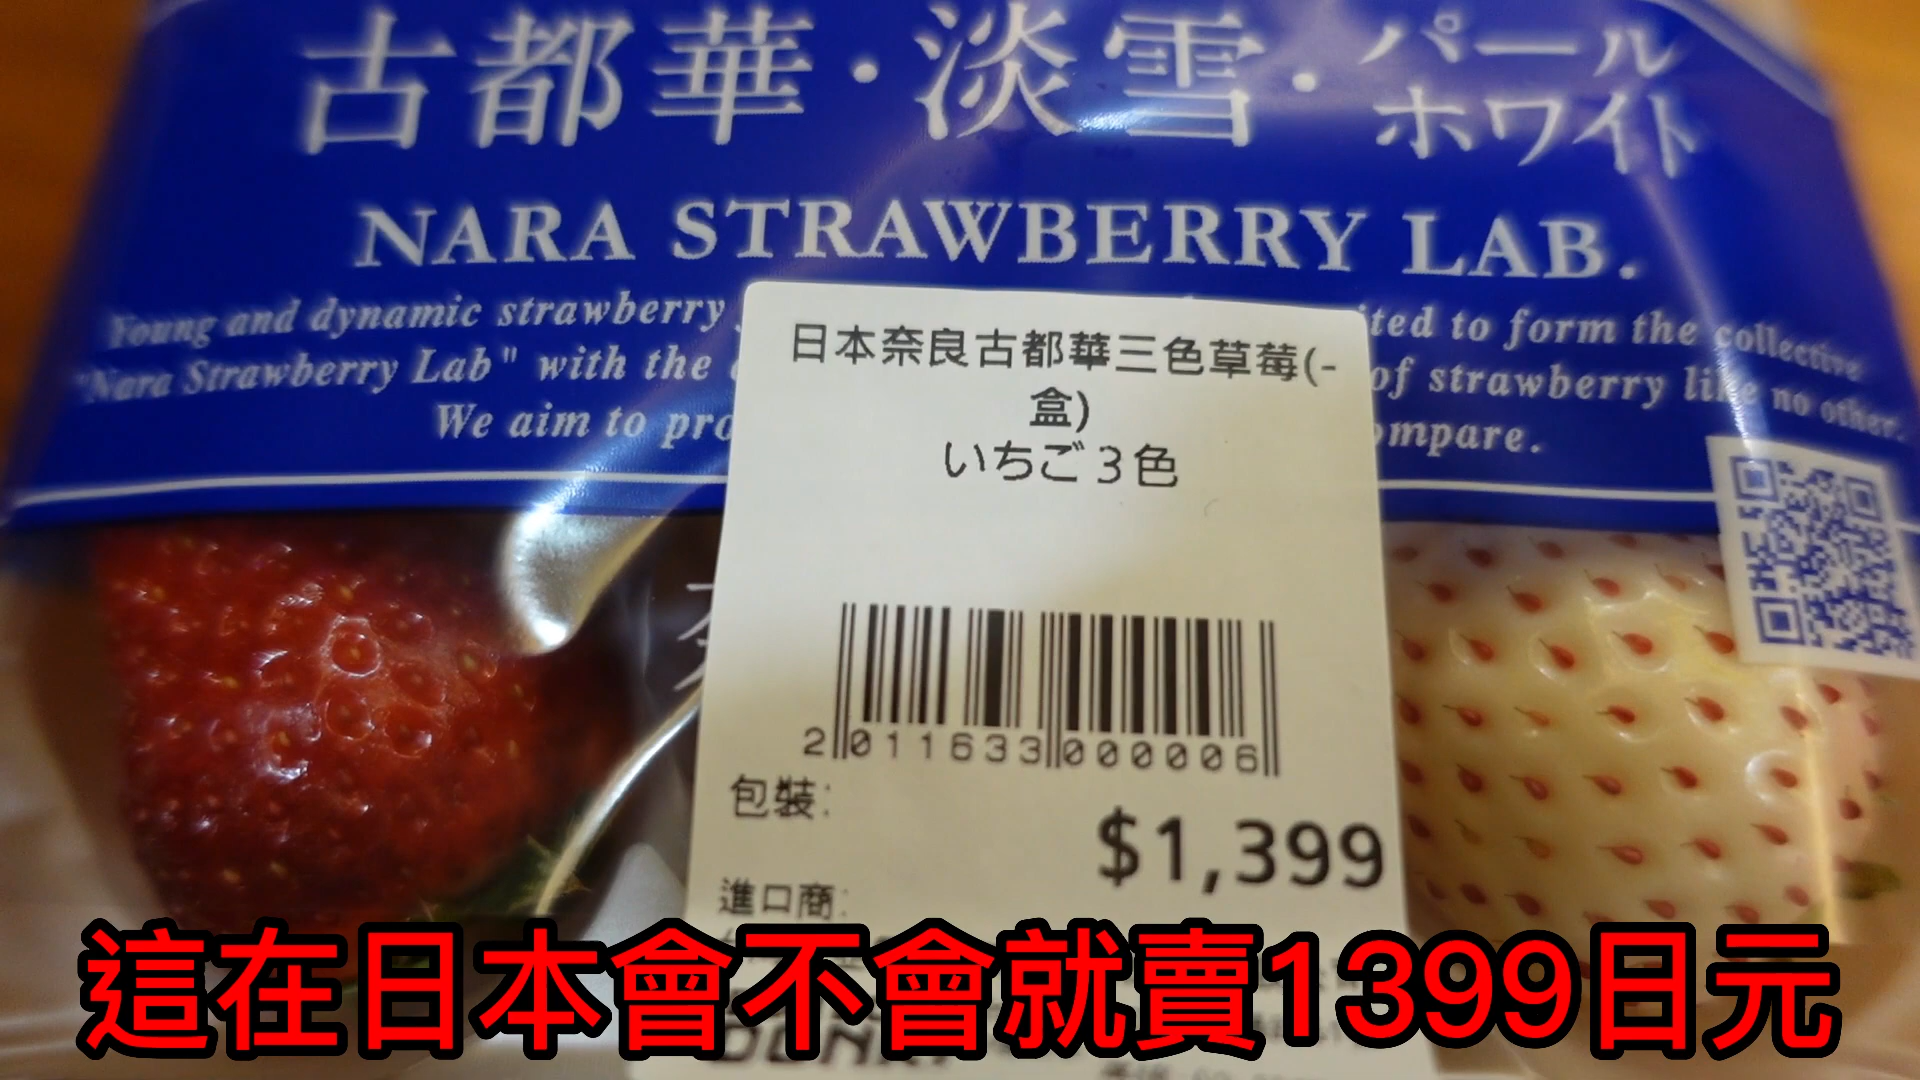 古都華・淡雪・パールホワイト
NARA STRAWBERRY LAB.
Young and dynamic strawberry
ited to form the collective
"Nara Strawberry Lab" with the
of strawberry like no other.
We aim to pro
ompare.
日本奈良古都華三色草莓(-
盒)
いちご3色
2 011633 000006
包裝:
$1,399
進口商:
這在日本會不會就賣1399日元